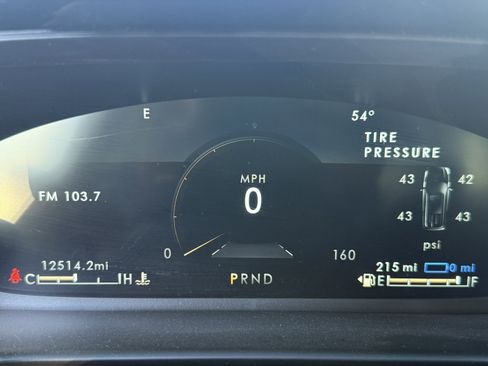 E
54°
TIRE
PRESSURE
43 42
43 43
psi
FM 103.7
MPH
0
0
160
12514.2mi
C H
PRND
215 mi 0 mi
E F